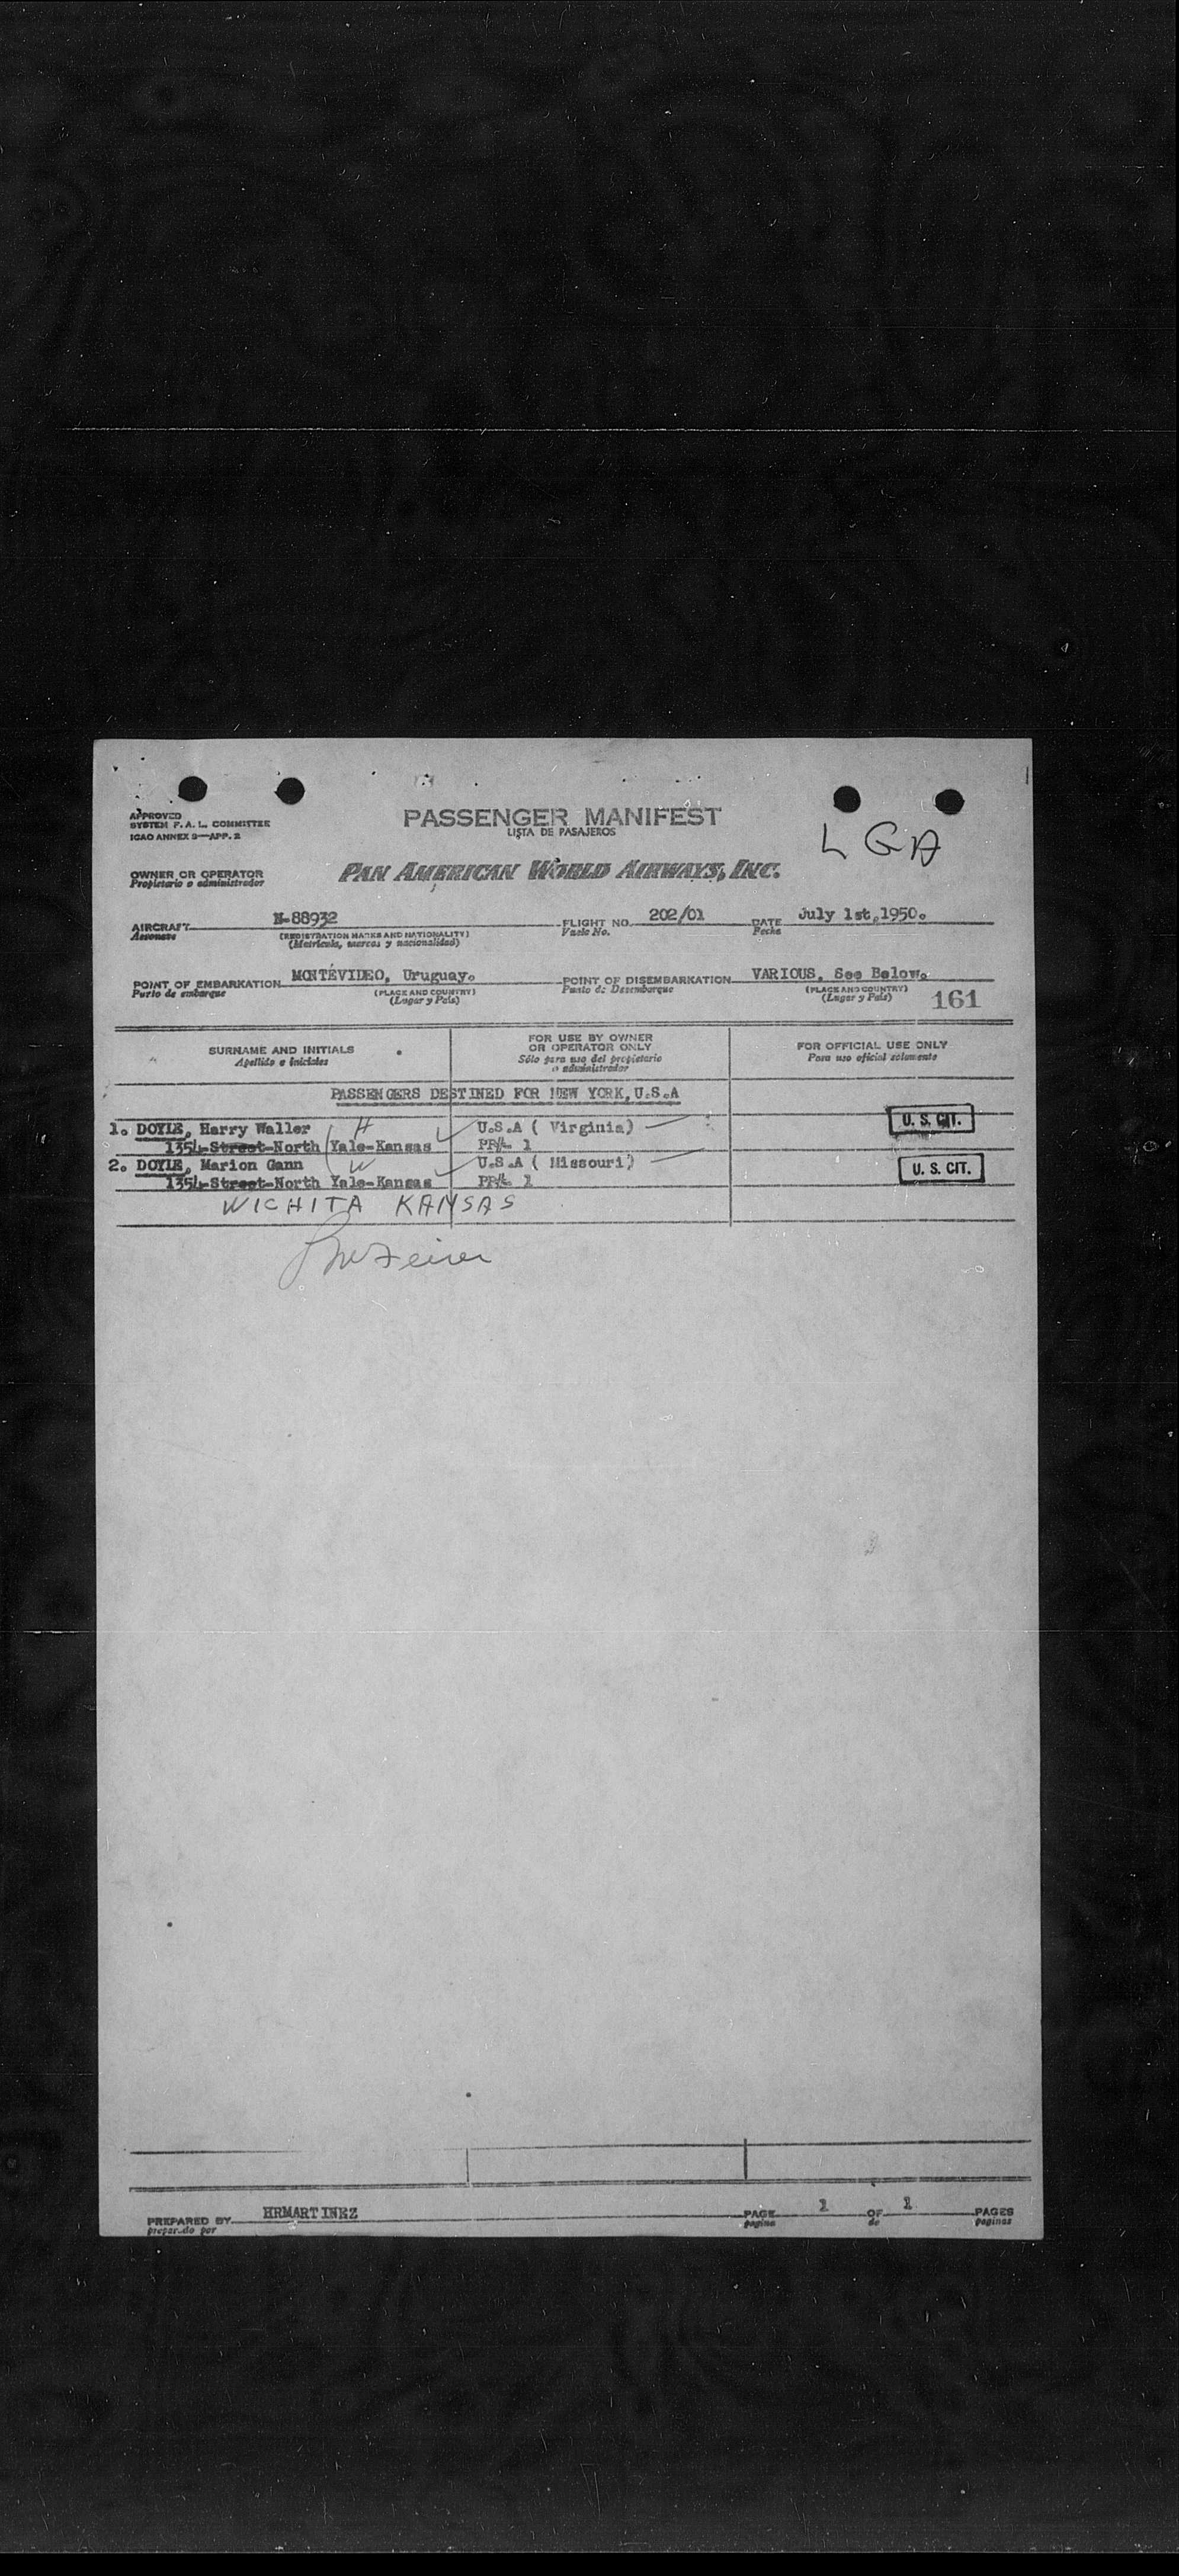 APPROVED
SYSTEM F. A. L. COMMITTEE
ICAO ANNEX 9—APP. 2
PASSENGER MANIFEST
LISTA DE PASAJEROS
L G A
OWNER OR OPERATOR
Propietario o administrador
PAN AMERICAN WORLD AIRWAYS, INC.
AIRCRAFT N-88932 FLIGHT NO. 202/01 DATE July 1st,1950.
Aeronave (REGISTRATION MARKS AND NATIONALITY) Vuelo No. Fecha
(Matrícula, marcas y nacionalidad)
POINT OF EMBARKATION MONTEVIDEO, Uruguay. POINT OF DISEMBARKATION VARIOUS, See Below.
Purto de embarque (PLACE AND COUNTRY) Punto de Desembarque (PLACE AND COUNTRY)
(Lugar y País) (Lugar y País) 161
SURNAME AND INITIALS
Apellido e iniciales
FOR USE BY OWNER
OR OPERATOR ONLY
Sólo para uso del propietario
o administrador
FOR OFFICIAL USE ONLY
Para uso oficial solamente
PASSENGERS DESTINED FOR NEW YORK,U.S.A
1. DOYLE, Harry Waller H U.S.A ( Virginia) U. S. CIT.
1354-Street-North Yale-Kansas PP/L 1
2. DOYLE, Marion Gann W U.S.A ( Missouri) U. S. CIT.
1354-Street-North Yale-Kansas PP/L 1
WICHITA KANSAS
PREPARED BY HRMARTINEZ PAGE 1 OF 1 PAGES
preparado por pagina de paginas